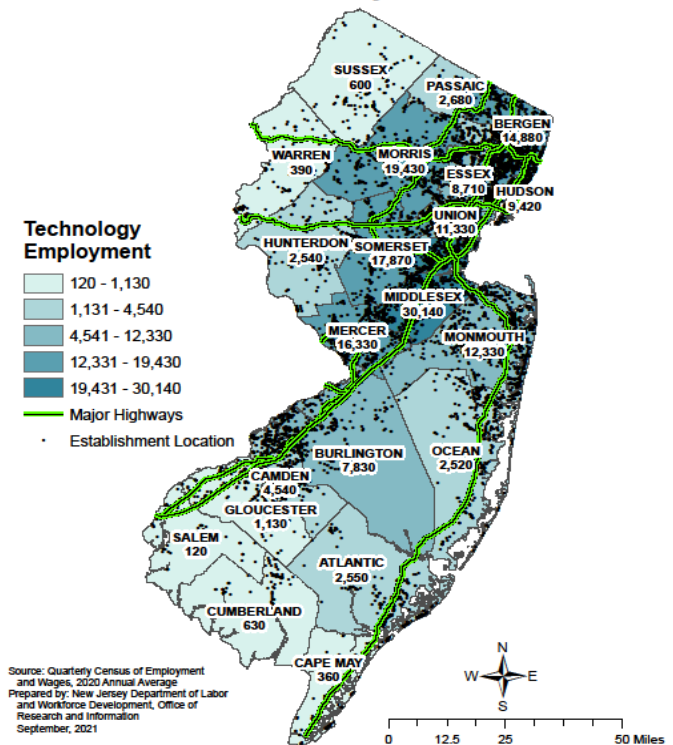 SUSSEX
600
PASSAIC
2,680
BERGEN
14,880
WARREN
390
MORRIS
19,430
ESSEX
8,710
HUDSON
9,420
UNION
11,330
Technology
Employment
120 - 1,130
1,131 - 4,540
4,541 - 12,330
12,331 - 19,430
19,431 - 30,140
Major Highways
Establishment Location
HUNTERDON
2,540
SOMERSET
17,870
MIDDLESEX
30,140
MERCER
16,330
MONMOUTH
12,330
BURLINGTON
7,830
OCEAN
2,520
CAMDEN
4,540
GLOUCESTER
1,130
SALEM
120
ATLANTIC
2,550
CUMBERLAND
630
CAPE MAY
360
Source: Quarterly Census of Employment
and Wages, 2020 Annual Average
Prepared by: New Jersey Department of Labor
and Workforce Development, Office of
Research and Information
September, 2021
N
W E
S
0 12.5 25 50 Miles